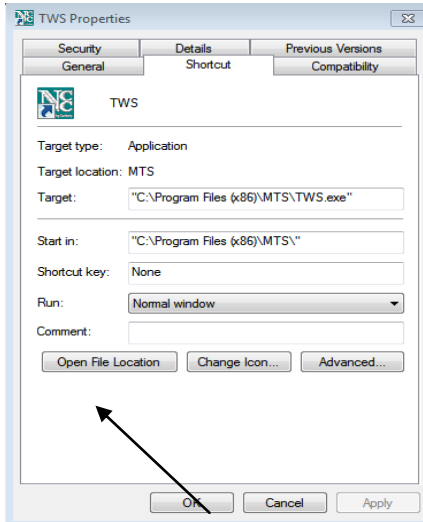 TWS Properties
Security Details Previous Versions
General Shortcut Compatibility
TWS
Target type: Application
Target location: MTS
Target: "C:\Program Files (x86)\MTS\TWS.exe"
Start in: "C:\Program Files (x86)\MTS\"
Shortcut key: None
Run: Normal window
Comment:
Open File Location Change Icon... Advanced...
OK Cancel Apply